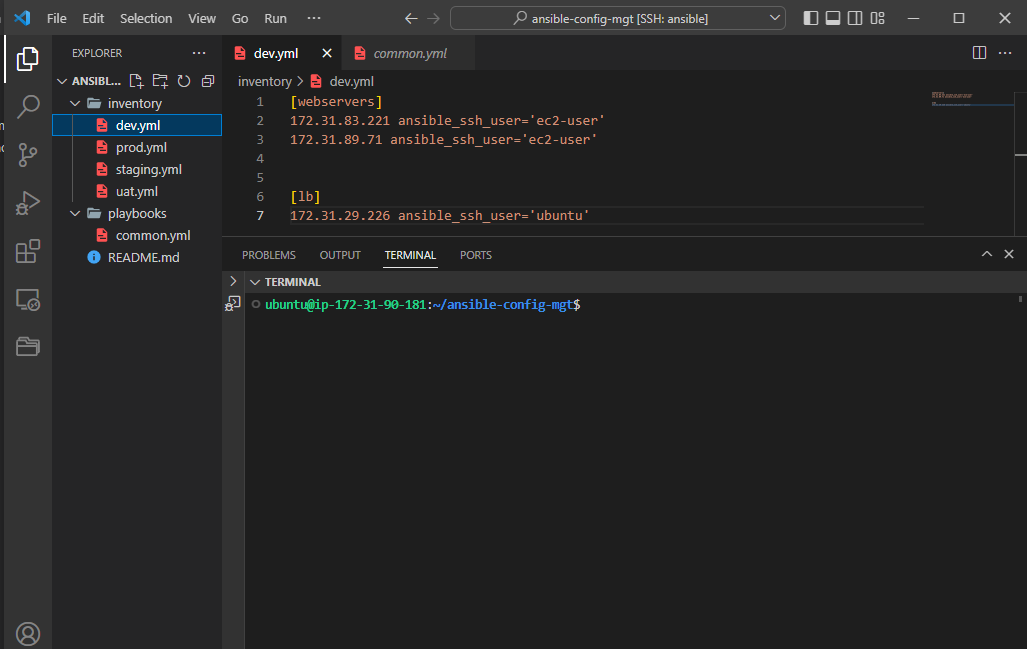 File Edit Selection View Go Run ··· ansible-config-mgt [SSH: ansible]
EXPLORER ···
ANSIBL...
inventory
dev.yml
prod.yml
staging.yml
uat.yml
playbooks
common.yml
README.md
dev.yml common.yml ···
inventory > dev.yml
1 [webservers]
2 172.31.83.221 ansible_ssh_user='ec2-user'
3 172.31.89.71 ansible_ssh_user='ec2-user'
4
5
6 [lb]
7 172.31.29.226 ansible_ssh_user='ubuntu'
PROBLEMS OUTPUT TERMINAL PORTS
TERMINAL
ubuntu@ip-172-31-90-181:~/ansible-config-mgt$